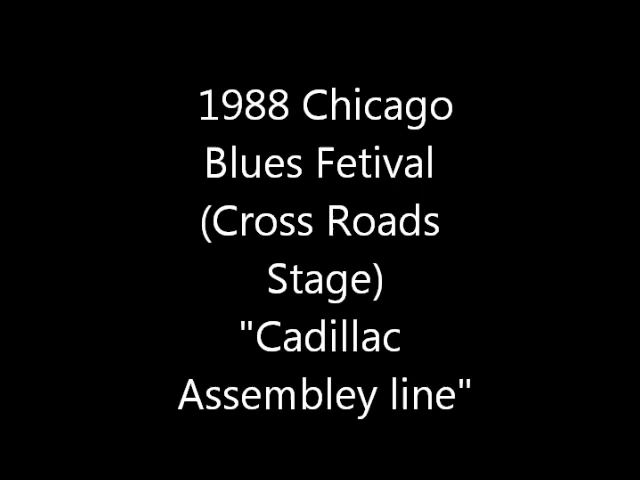 1988 Chicago
Blues Fetival
(Cross Roads
Stage)
"Cadillac
Assembley line"